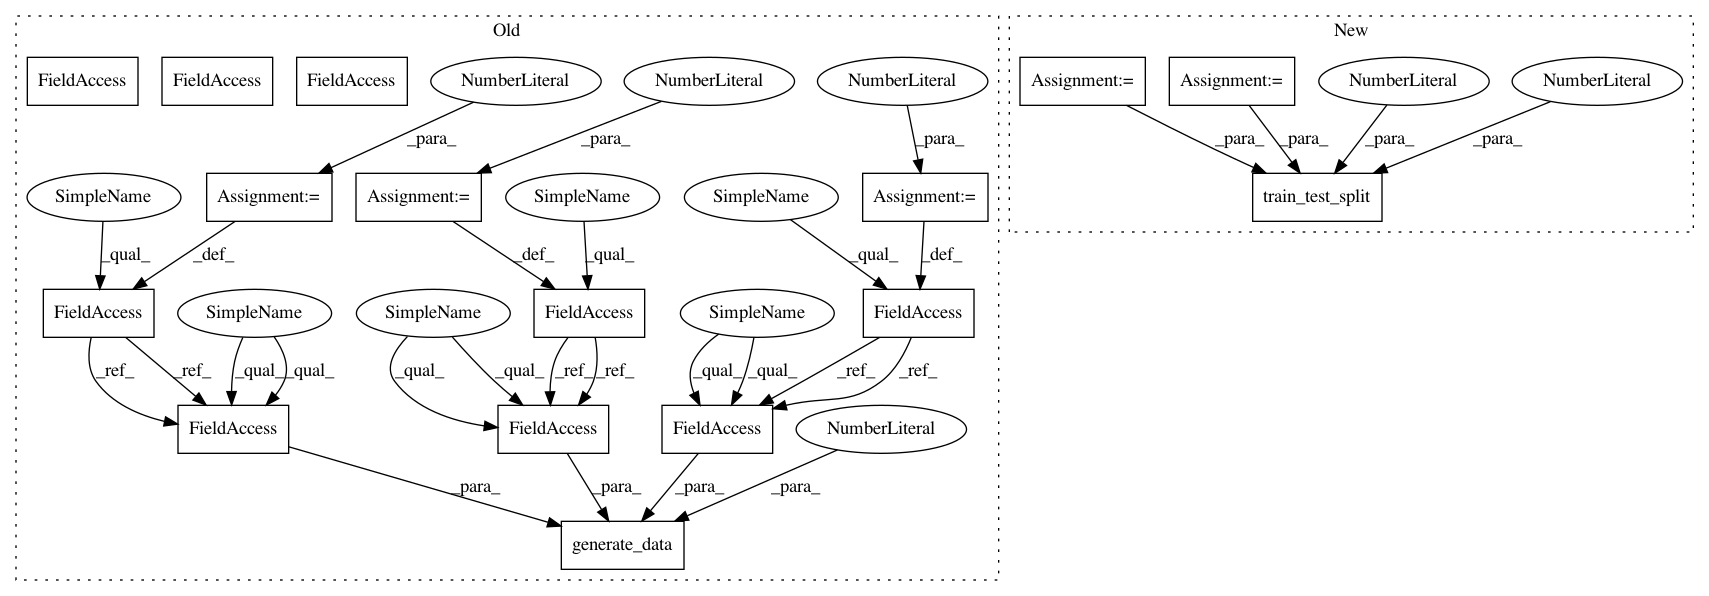 Old
New
FieldAccess
FieldAccess
FieldAccess
NumberLiteral
NumberLiteral
NumberLiteral
Assignment:=
Assignment:=
NumberLiteral
NumberLiteral
_para_
_para_
_para_
_para_
_para_
_para_
_para_
SimpleName
Assignment:=
Assignment:=
SimpleName
SimpleName
Assignment:=
train_test_split
_qual_
_def_
_def_
_qual_
_qual_
_def_
FieldAccess
SimpleName
SimpleName
FieldAccess
SimpleName
FieldAccess
_ref_
_ref_
_qual_
_qual_
_qual_
_qual_
_ref_
_ref_
_qual_
_qual_
_ref_
_ref_
FieldAccess
FieldAccess
FieldAccess
NumberLiteral
_para_
_para_
_para_
_para_
generate_data